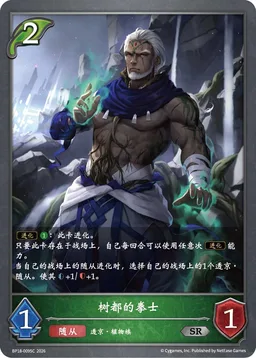 2
进化 1：此卡进化。
只要此卡存在于战场上，自己每回合可以使用任意次 进化 能力。
当自己的战场上的随从进化时，选择自己的战场上的1个遗京·随从。使其 +1/+1。
树都的拳士
1
随从
遗京·植物族
SR
1
2026
© Cygames, Inc. Published by NetEase Games